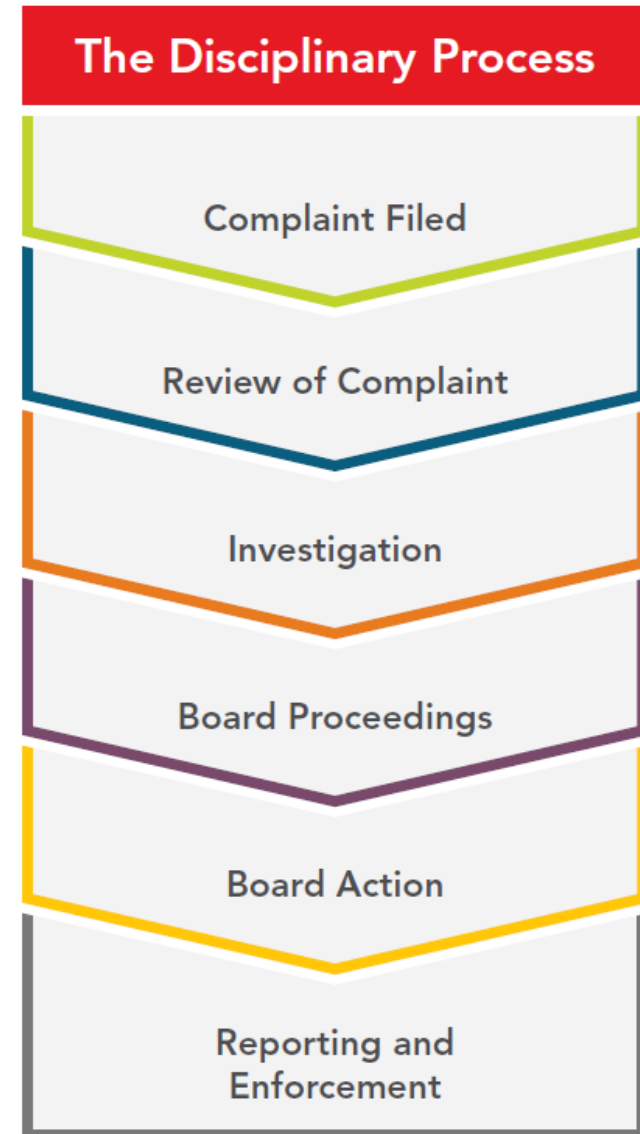 The Disciplinary Process
Complaint Filed
Review of Complaint
Investigation
Board Proceedings
Board Action
Reporting and
Enforcement